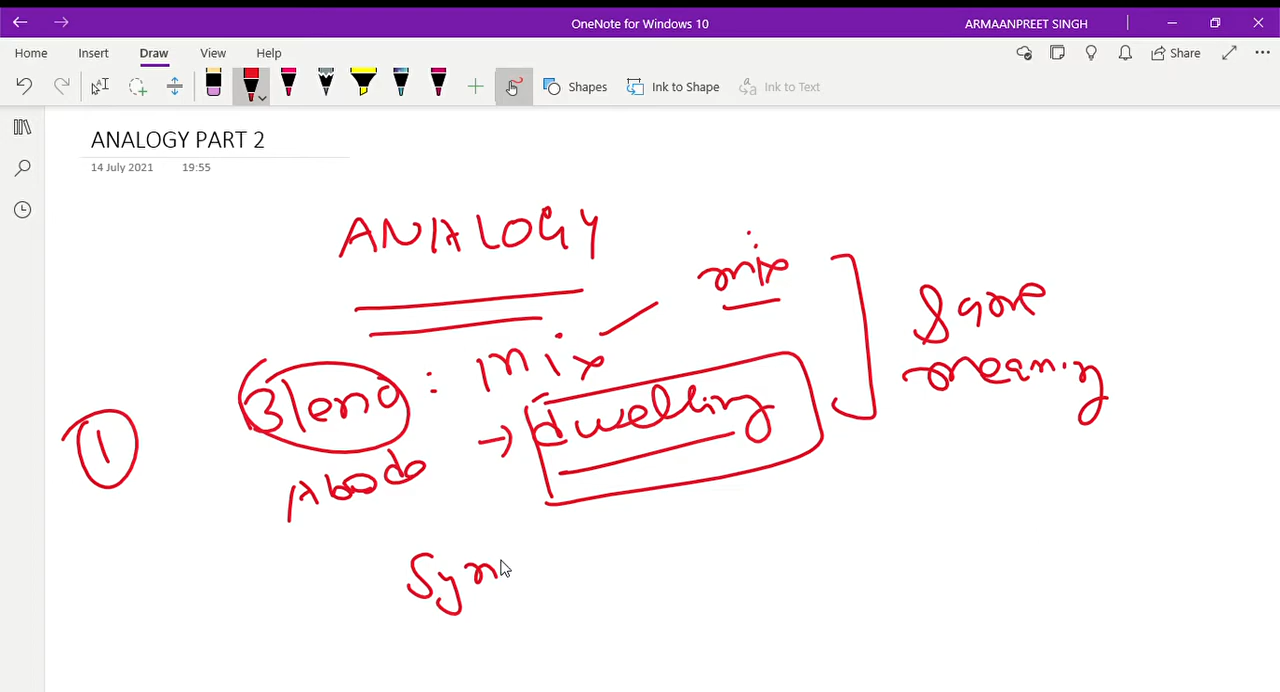 OneNote for Windows 10
ARMAANPREET SINGH
Home Insert Draw View Help
Share
Shapes Ink to Shape Ink to Text
ANALOGY PART 2
14 July 2021 19:55
ANALOGY
mix
Same
meaning
Blend : mix
1
Abode → dwelling
Syn